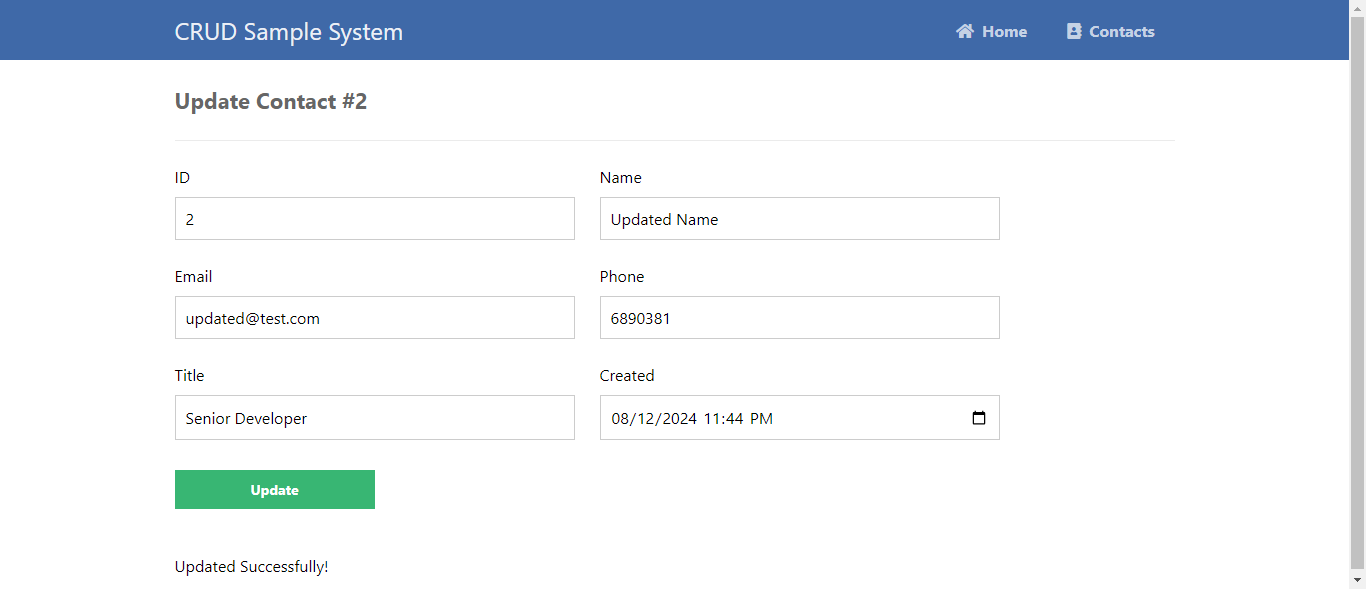 CRUD Sample System
Home
Contacts
Update Contact #2
ID
Name
2
Updated Name
Email
Phone
updated@test.com
6890381
Title
Created
Senior Developer
08/12/2024 11:44 PM
Update
Updated Successfully!